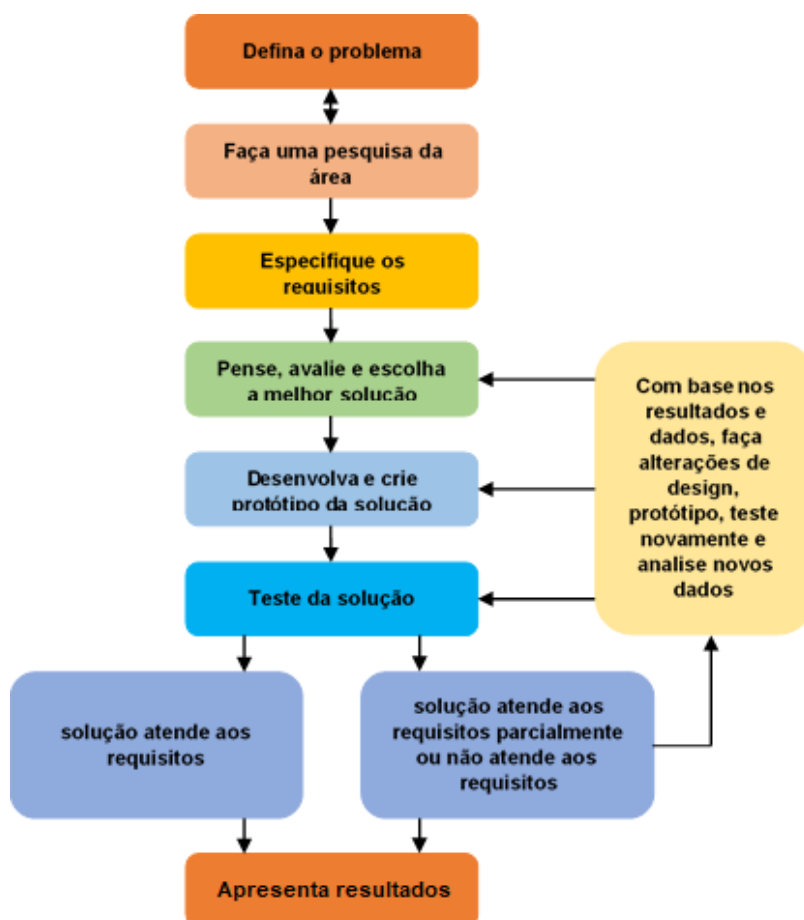 Defina o problema
Faça uma pesquisa da
área
Especifique os
requisitos
Pense, avalie e escolha
a melhor solução
Desenvolva e crie
protótipo da solução
Teste da solução
solução atende aos
requisitos
solução atende aos
requisitos parcialmente
ou não atende aos
requisitos
Com base nos
resultados e
dados, faça
alterações de
design,
protótipo, teste
novamente e
analise novos
dados
Apresenta resultados